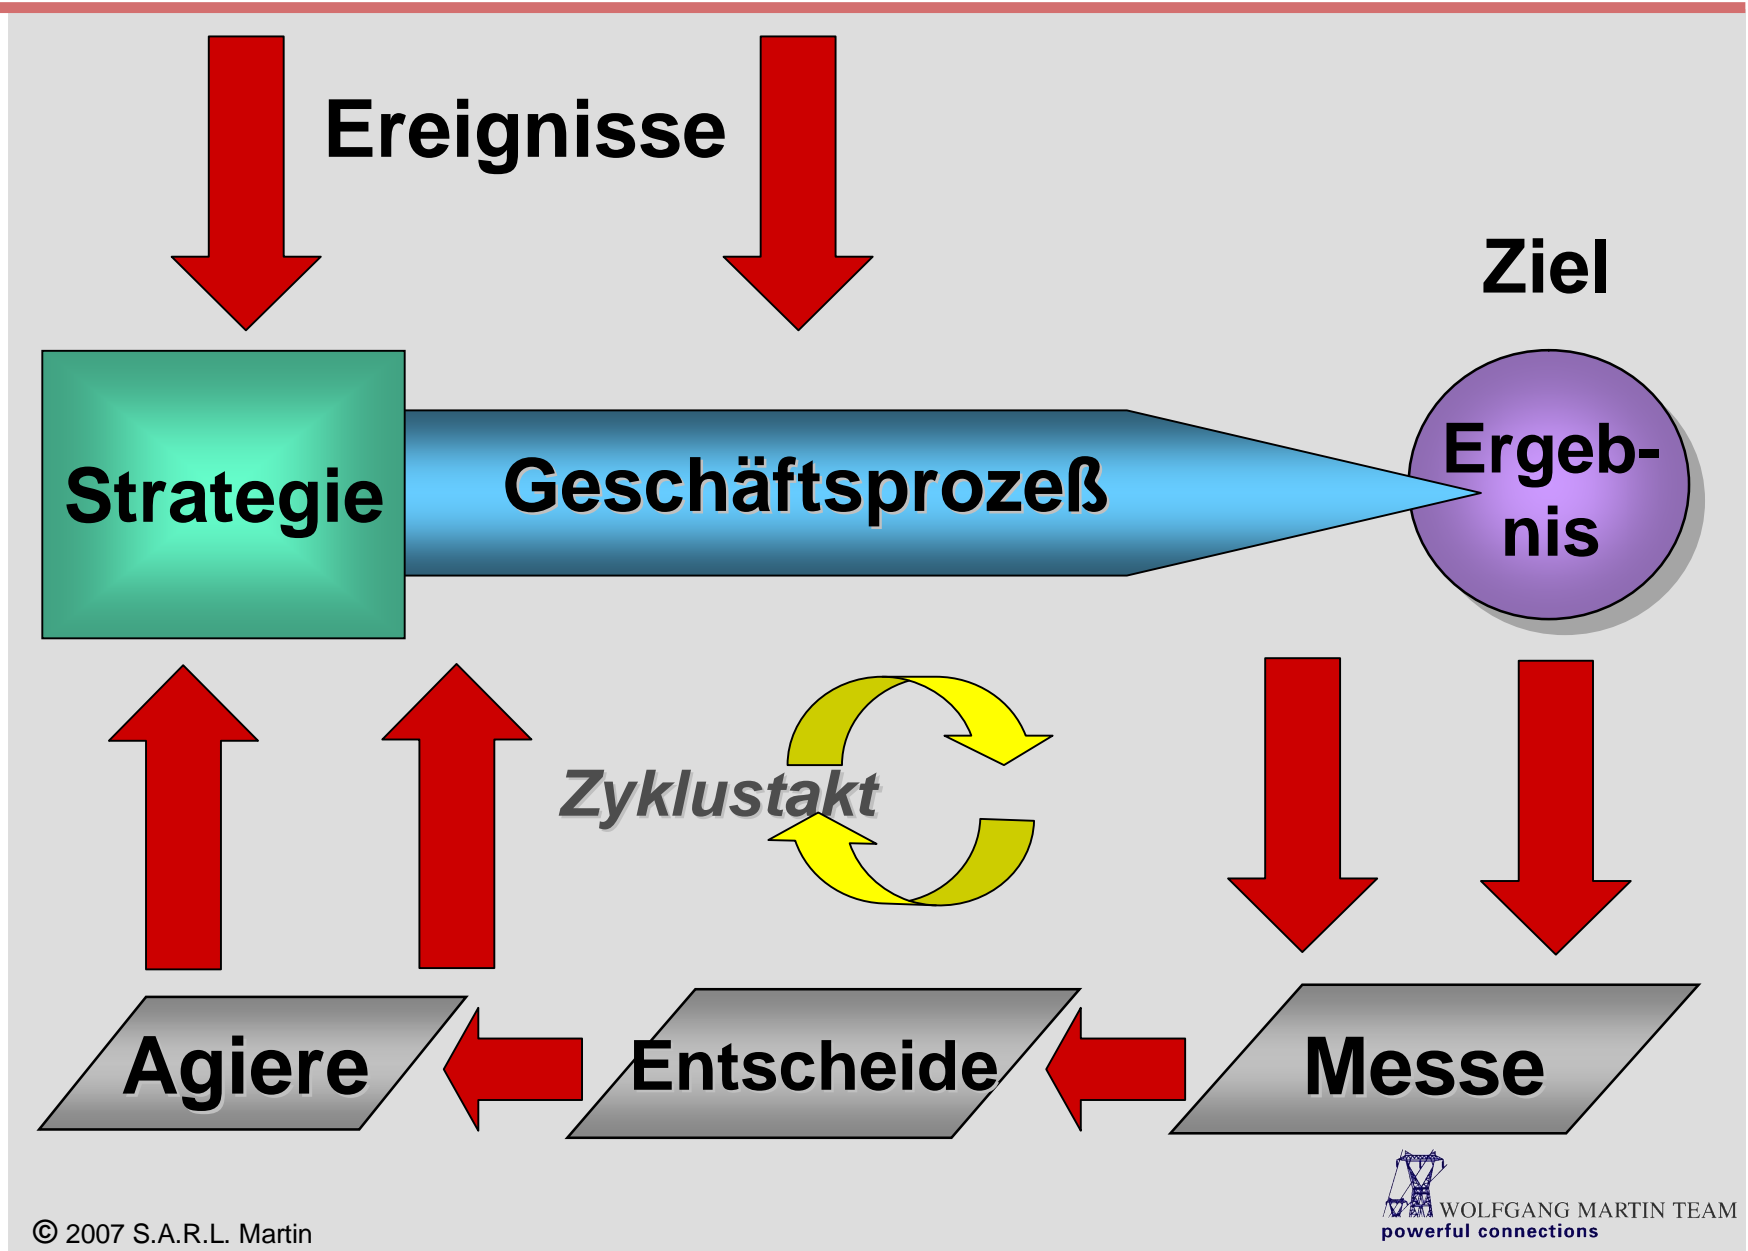 Ereignisse
Ziel
Strategie
Geschäftsprozeß
Ergeb-
nis
Zyklustakt
Agiere
Entscheide
Messe
WOLFGANG MARTIN TEAM
powerful connections
© 2007 S.A.R.L. Martin